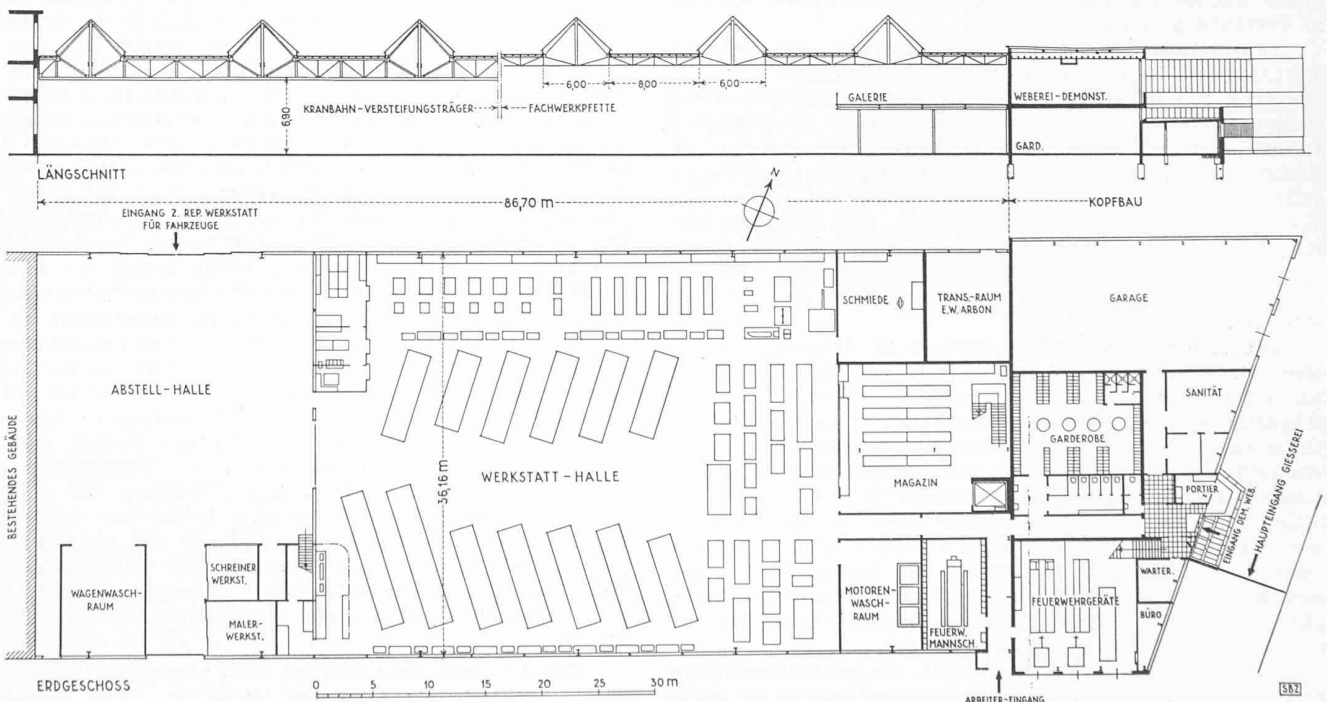 6,00
8,00
6,00
6,90
KRANBAHN-VERSTEIFUNGSTRÄGER
FACHWERKPFETTE
GALERIE
WEBEREI-DEMONST.
GARD.
LÄNGSCHNITT
86,70 m
N
KOPFBAU
EINGANG Z. REP. WERKSTATT
FÜR FAHRZEUGE
BESTEHENDES GEBÄUDE
ABSTELL-HALLE
WERKSTATT-HALLE
36,16 m
SCHMIEDE
TRANS.-RAUM
E.W. ARBON
GARAGE
MAGAZIN
GARDEROBE
SANITÄT
PORTIER
EINGANG DEM. WEB.
HAUPTEINGANG GIESSEREI
WAGENWASCH-
RAUM
SCHREINER
WERKST.
MALER-
WERKST.
MOTOREN-
WASCH-
RAUM
FEUERW.
MANNSCH.
FEUERWEHRGERÄTE
WARTER.
BÜRO
ERDGESCHOSS
0 5 10 15 20 25 30 m
ARBEITER-EINGANG
SBZ